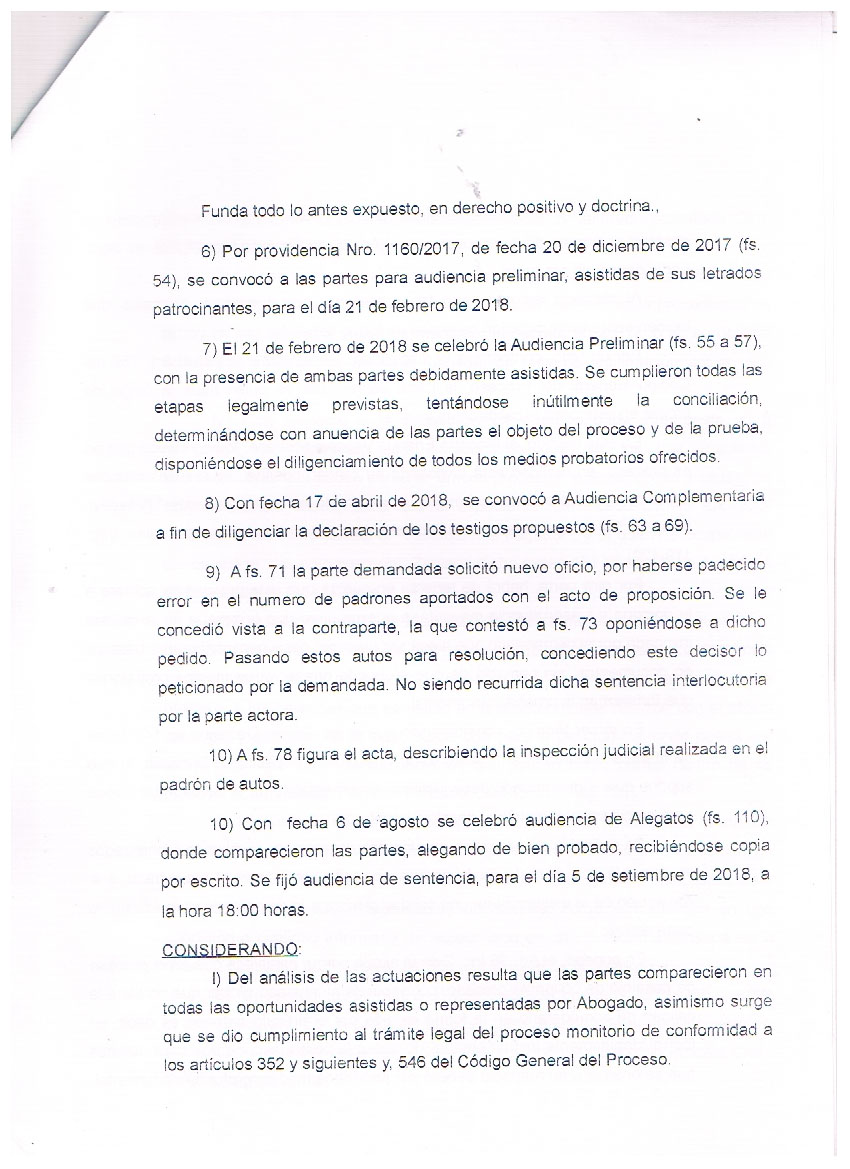 Funda todo lo antes expuesto, en derecho positivo y doctrina.,
6) Por providencia Nro. 1160/2017, de fecha 20 de diciembre de 2017 (fs.
54), se convocó a las partes para audiencia preliminar, asistidas de sus letrados
patrocinantes, para el día 21 de febrero de 2018.
7) El 21 de febrero de 2018 se celebró la Audiencia Preliminar (fs. 55 a 57),
con la presencia de ambas partes debidamente asistidas. Se cumplieron todas las
etapas legalmente previstas, tentándose inútilmente la conciliación,
determinándose con anuencia de las partes el objeto del proceso y de la prueba,
disponiéndose el diligenciamiento de todos los medios probatorios ofrecidos.
8) Con fecha 17 de abril de 2018, se convocó a Audiencia Complementaria
a fin de diligenciar la declaración de los testigos propuestos (fs. 63 a 69).
9) A fs. 71 la parte demandada solicitó nuevo oficio, por haberse padecido
error en el numero de padrones aportados con el acto de proposición. Se le
concedió vista a la contraparte, la que contestó a fs. 73 oponiéndose a dicho
pedido. Pasando estos autos para resolución, concediendo este decisor lo
peticionado por la demandada. No siendo recurrida dicha sentencia interlocutoria
por la parte actora.
10) A fs. 78 figura el acta, describiendo la inspección judicial realizada en el
padrón de autos.
10) Con fecha 6 de agosto se celebró audiencia de Alegatos (fs. 110),
donde comparecieron las partes, alegando de bien probado, recibiéndose copia
por escrito. Se fijó audiencia de sentencia, para el día 5 de setiembre de 2018, a
la hora 18:00 horas.
CONSIDERANDO:
I) Del análisis de las actuaciones resulta que las partes comparecieron en
todas las oportunidades asistidas o representadas por Abogado, asimismo surge
que se dio cumplimiento al trámite legal del proceso monitorio de conformidad a
los artículos 352 y siguientes y, 546 del Código General del Proceso.